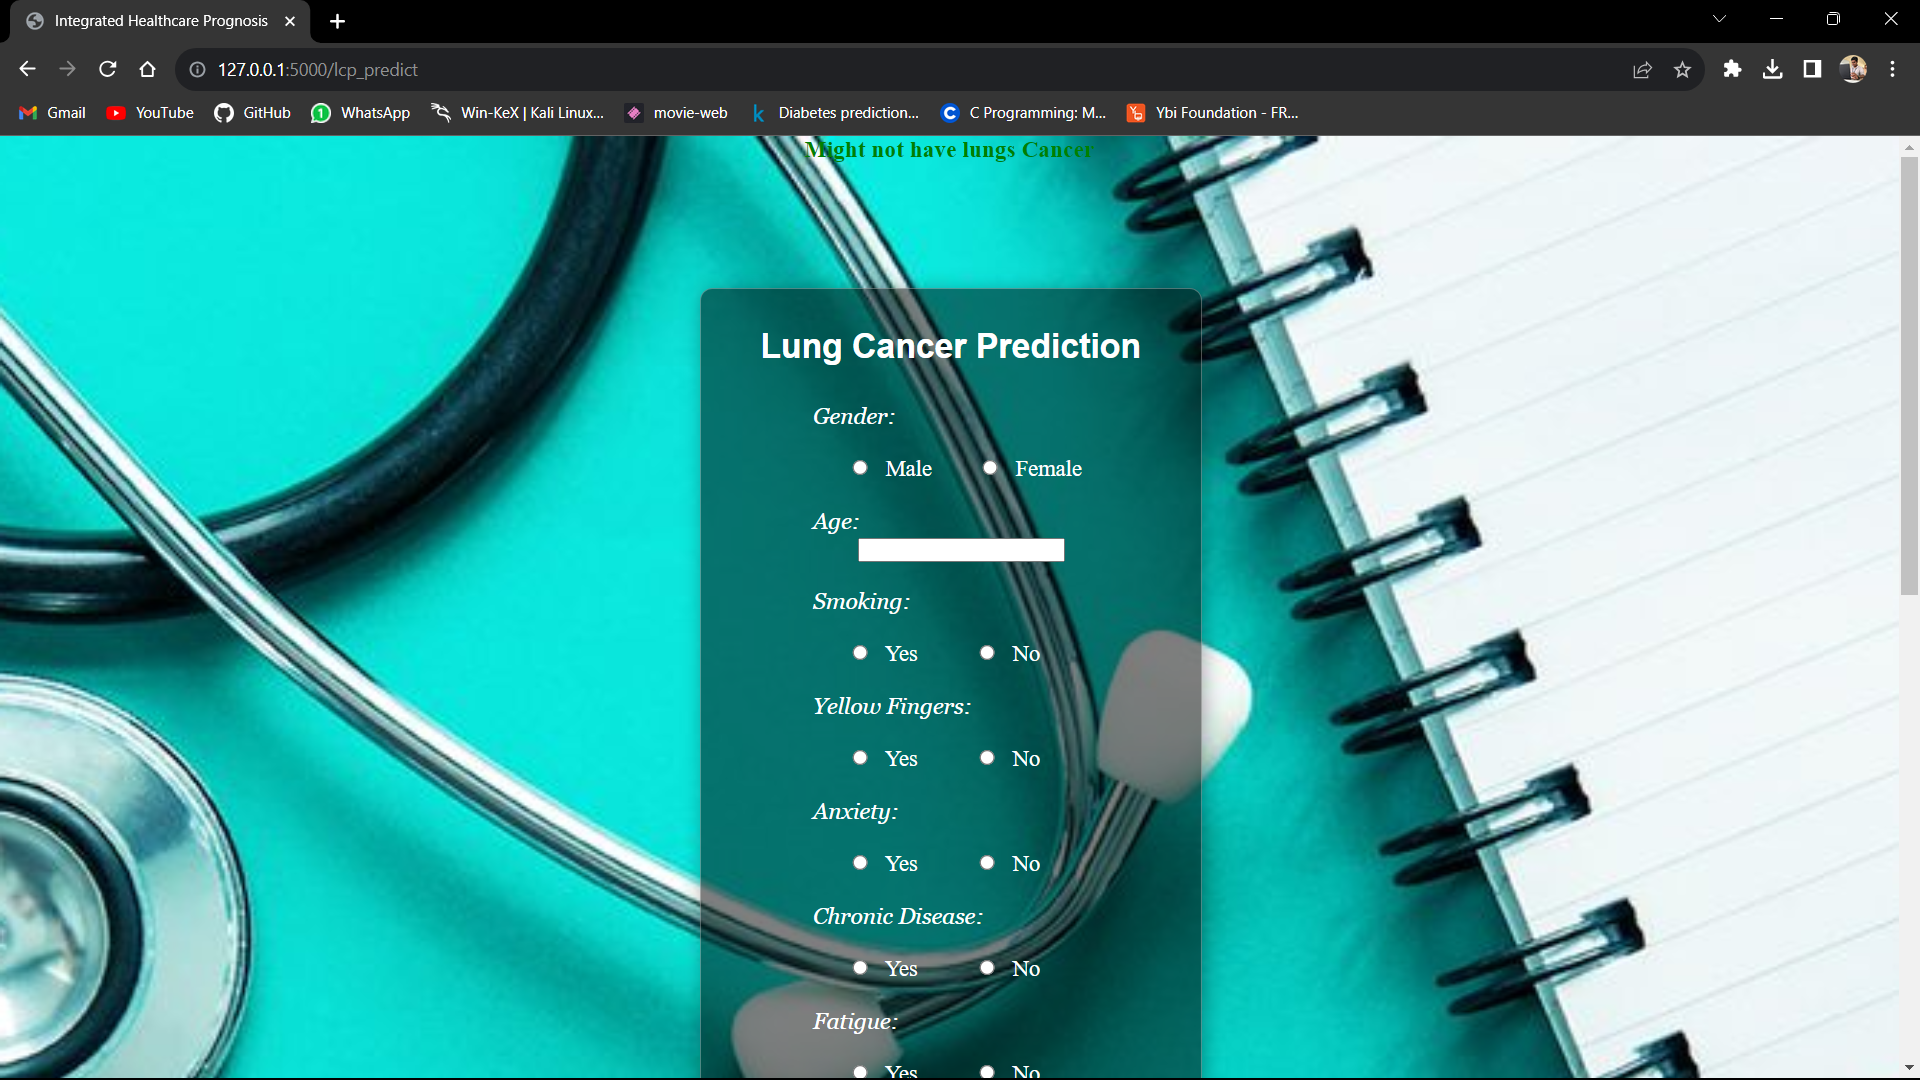 Integrated Healthcare Prognosis
127.0.0.1:5000/lcp_predict
Gmail YouTube GitHub WhatsApp Win-KeX | Kali Linux... movie-web Diabetes prediction... C Programming: M... Ybi Foundation - FR...
Might not have lungs Cancer
Lung Cancer Prediction
Gender:
Male Female
Age:
Smoking:
Yes No
Yellow Fingers:
Yes No
Anxiety:
Yes No
Chronic Disease:
Yes No
Fatigue:
Yes No